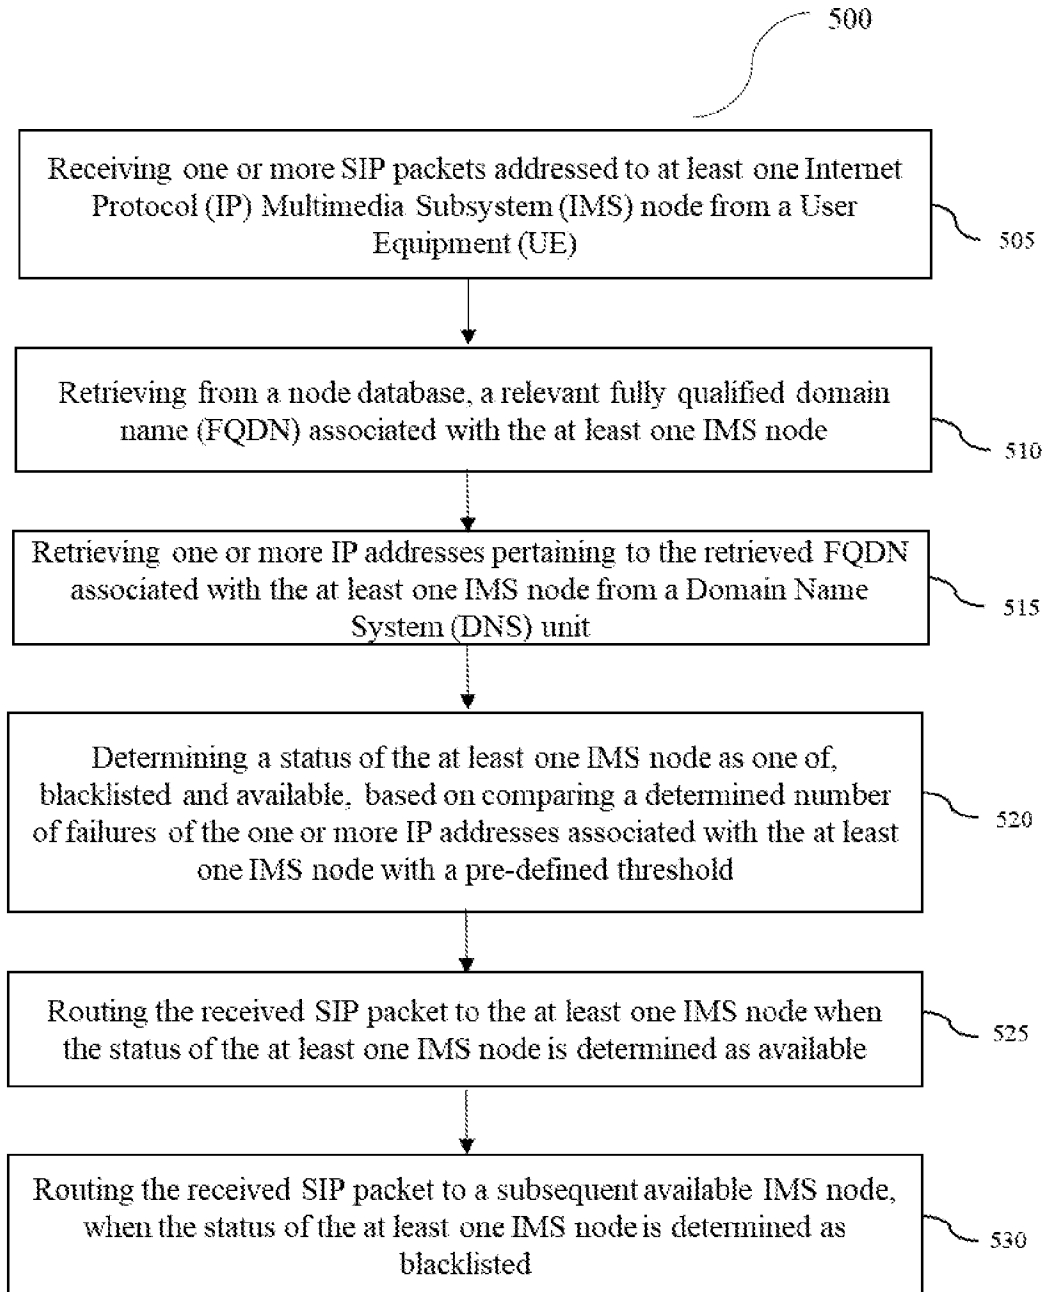 500
Receiving one or more SIP packets addressed to at least one Internet
Protocol (IP) Multimedia Subsystem (IMS) node from a User
Equipment (UE)
505
Retrieving from a node database, a relevant fully qualified domain
name (FQDN) associated with the at least one IMS node
510
Retrieving one or more IP addresses pertaining to the retrieved FQDN
associated with the at least one IMS node from a Domain Name
System (DNS) unit
515
Determining a status of the at least one IMS node as one of,
blacklisted and available, based on comparing a determined number
of failures of the one or more IP addresses associated with the at least
one IMS node with a pre-defined threshold
520
Routing the received SIP packet to the at least one IMS node when
the status of the at least one IMS node is determined as available
525
Routing the received SIP packet to a subsequent available IMS node,
when the status of the at least one IMS node is determined as
blacklisted
530